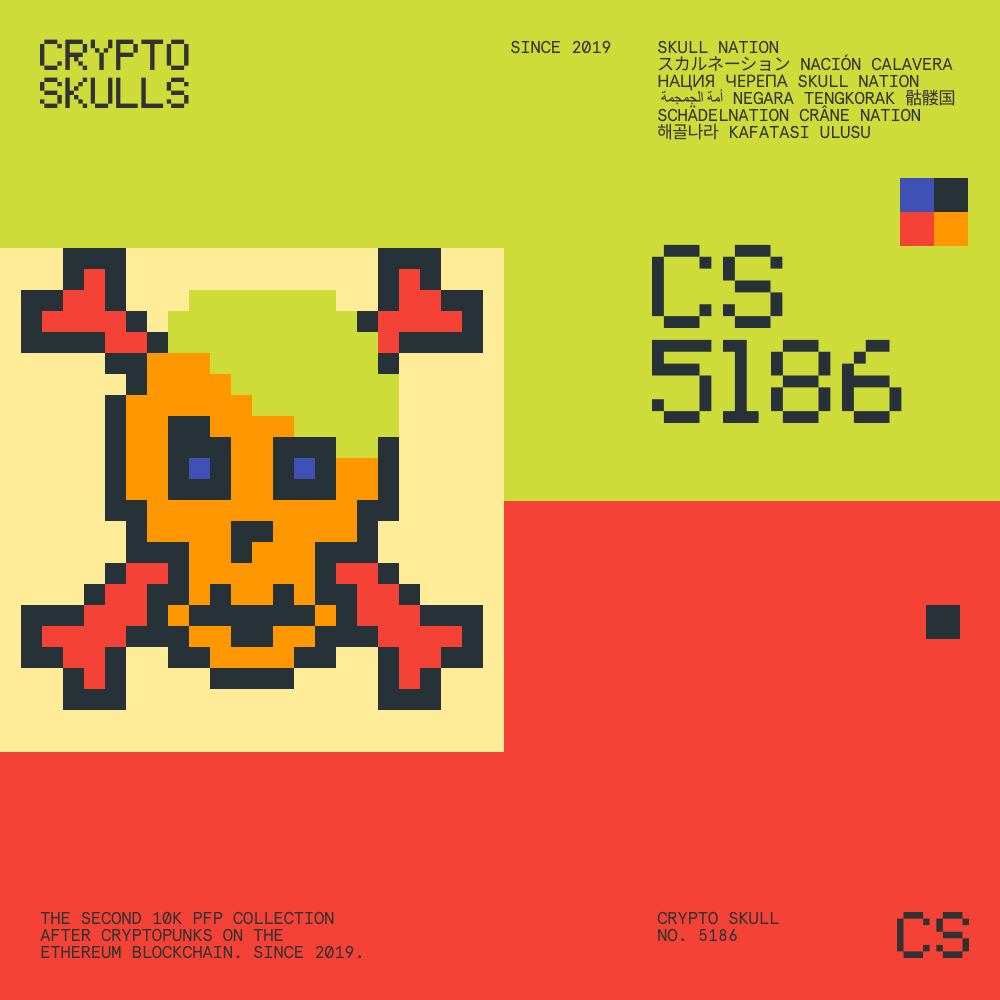 CRYPTO
SKULLS
SINCE 2019
SKULL NATION
スカルネーション NACIÓN CALAVERA
НАЦИЯ ЧЕРЕПА SKULL NATION
أمة الجمجمة NEGARA TENGKORAK 骷髅国
SCHÄDELNATION CRÂNE NATION
해골나라 KAFATASI ULUSU
CS
5186
THE SECOND 10K PFP COLLECTION
AFTER CRYPTOPUNKS ON THE
ETHEREUM BLOCKCHAIN. SINCE 2019.
CRYPTO SKULL
NO. 5186
CS